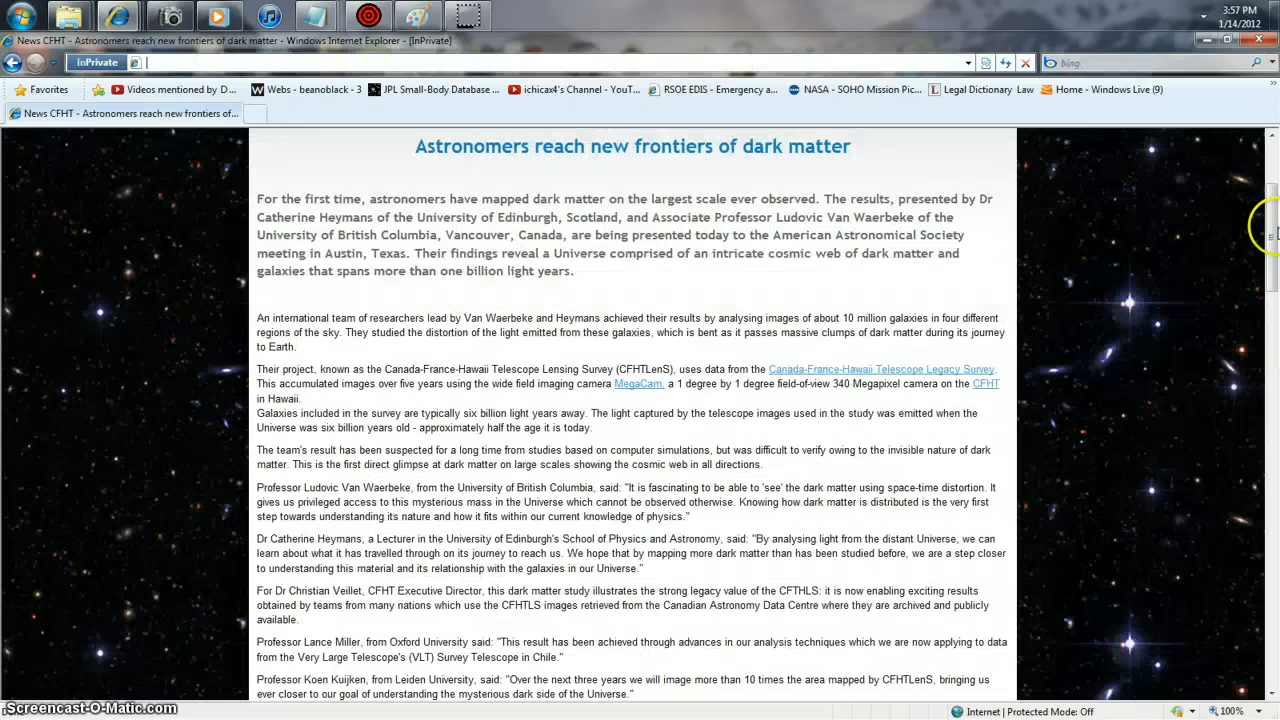 3:57 PM
1/14/2012
News CFHT - Astronomers reach new frontiers of dark matter - Windows Internet Explorer - [InPrivate]
InPrivate
bing
Favorites
Videos mentioned by D...
Webs - beanoblack - 3
JPL Small-Body Database ...
ichicax4's Channel - YouT...
RSOE EDIS - Emergency a...
NASA - SOHO Mission Pic...
Legal Dictionary Law
Home - Windows Live (9)
News CFHT - Astronomers reach new frontiers of...
Astronomers reach new frontiers of dark matter
For the first time, astronomers have mapped dark matter on the largest scale ever observed. The results, presented by Dr
Catherine Heymans of the University of Edinburgh, Scotland, and Associate Professor Ludovic Van Waerbeke of the
University of British Columbia, Vancouver, Canada, are being presented today to the American Astronomical Society
meeting in Austin, Texas. Their findings reveal a Universe comprised of an intricate cosmic web of dark matter and
galaxies that spans more than one billion light years.
An international team of researchers lead by Van Waerbeke and Heymans achieved their results by analysing images of about 10 million galaxies in four different
regions of the sky. They studied the distortion of the light emitted from these galaxies, which is bent as it passes massive clumps of dark matter during its journey
to Earth.
Their project, known as the Canada-France-Hawaii Telescope Lensing Survey (CFHTLenS), uses data from the Canada-France-Hawaii Telescope Legacy Survey.
This accumulated images over five years using the wide field imaging camera MegaCam, a 1 degree by 1 degree field-of-view 340 Megapixel camera on the CFHT
in Hawaii.
Galaxies included in the survey are typically six billion light years away. The light captured by the telescope images used in the study was emitted when the
Universe was six billion years old - approximately half the age it is today.
The team's result has been suspected for a long time from studies based on computer simulations, but was difficult to verify owing to the invisible nature of dark
matter. This is the first direct glimpse at dark matter on large scales showing the cosmic web in all directions.
Professor Ludovic Van Waerbeke, from the University of British Columbia, said: "It is fascinating to be able to 'see' the dark matter using space-time distortion. It
gives us privileged access to this mysterious mass in the Universe which cannot be observed otherwise. Knowing how dark matter is distributed is the very first
step towards understanding its nature and how it fits within our current knowledge of physics."
Dr Catherine Heymans, a Lecturer in the University of Edinburgh's School of Physics and Astronomy, said: "By analysing light from the distant Universe, we can
learn about what it has travelled through on its journey to reach us. We hope that by mapping more dark matter than has been studied before, we are a step closer
to understanding this material and its relationship with the galaxies in our Universe."
For Dr Christian Veillet, CFHT Executive Director, this dark matter study illustrates the strong legacy value of the CFTHLS: it is now enabling exciting results
obtained by teams from many nations which use the CFHTLS images retrieved from the Canadian Astronomy Data Centre where they are archived and publicly
available.
Professor Lance Miller, from Oxford University said: "This result has been achieved through advances in our analysis techniques which we are now applying to data
from the Very Large Telescope's (VLT) Survey Telescope in Chile."
Professor Koen Kuijken, from Leiden University, said: "Over the next three years we will image more than 10 times the area mapped by CFHTLenS, bringing us
ever closer to our goal of understanding the mysterious dark side of the Universe."
Screencast-O-Matic.com
Internet | Protected Mode: Off
100%